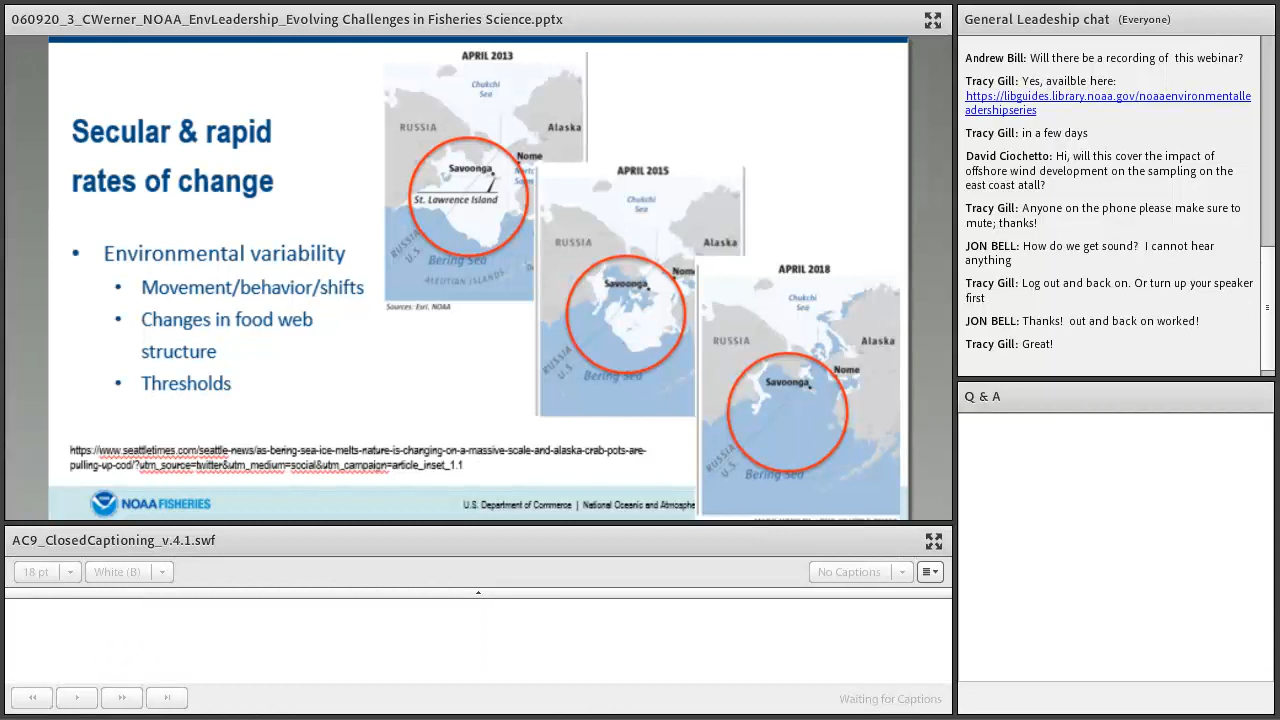 060920_3_CWerner_NOAA_EnvLeadership_Evolving Challenges in Fisheries Science.pptx
Secular & rapid
rates of change
• Environmental variability
• Movement/behavior/shifts
• Changes in food web
structure
• Thresholds
APRIL 2013
Chukchi
Sea
RUSSIA
Alaska
Nome
Savoonga
St. Lawrence Island
RUSSIA
U.S.
Bering Sea
ALEUTIAN ISLANDS
Sources: Esri, NOAA
APRIL 2015
Chukchi
Sea
RUSSIA
Alaska
Nom
Savoonga
RUSSIA
U.S.
Bering Sea
APRIL 2018
Chukchi
Sea
RUSSIA
Alaska
Nome
Savoonga
RUSSIA
U.S.
Bering Sea
https://www.seattletimes.com/seattle-news/as-bering-sea-ice-melts-nature-is-changing-on-a-massive-scale-and-alaska-crab-pots-are-
pulling-up-cod/?utm_source=twitter&utm_medium=social&utm_campaign=article_inset_1.1
NOAA FISHERIES
U.S. Department of Commerce | National Oceanic and Atmosphe
AC9_ClosedCaptioning_v.4.1.swf
18 pt
White (B)
No Captions
Waiting for Captions
General Leadeship chat (Everyone)
Andrew Bill: Will there be a recording of this webinar?
Tracy Gill: Yes, availble here:
https://libguides.library.noaa.gov/noaaenvironmentalle
adershipseries
Tracy Gill: in a few days
David Ciochetto: Hi, will this cover the impact of
offshore wind development on the sampling on the
east coast atall?
Tracy Gill: Anyone on the phone please make sure to
mute; thanks!
JON BELL: How do we get sound? I cannot hear
anything
Tracy Gill: Log out and back on. Or turn up your speaker
first
JON BELL: Thanks! out and back on worked!
Tracy Gill: Great!
Q & A